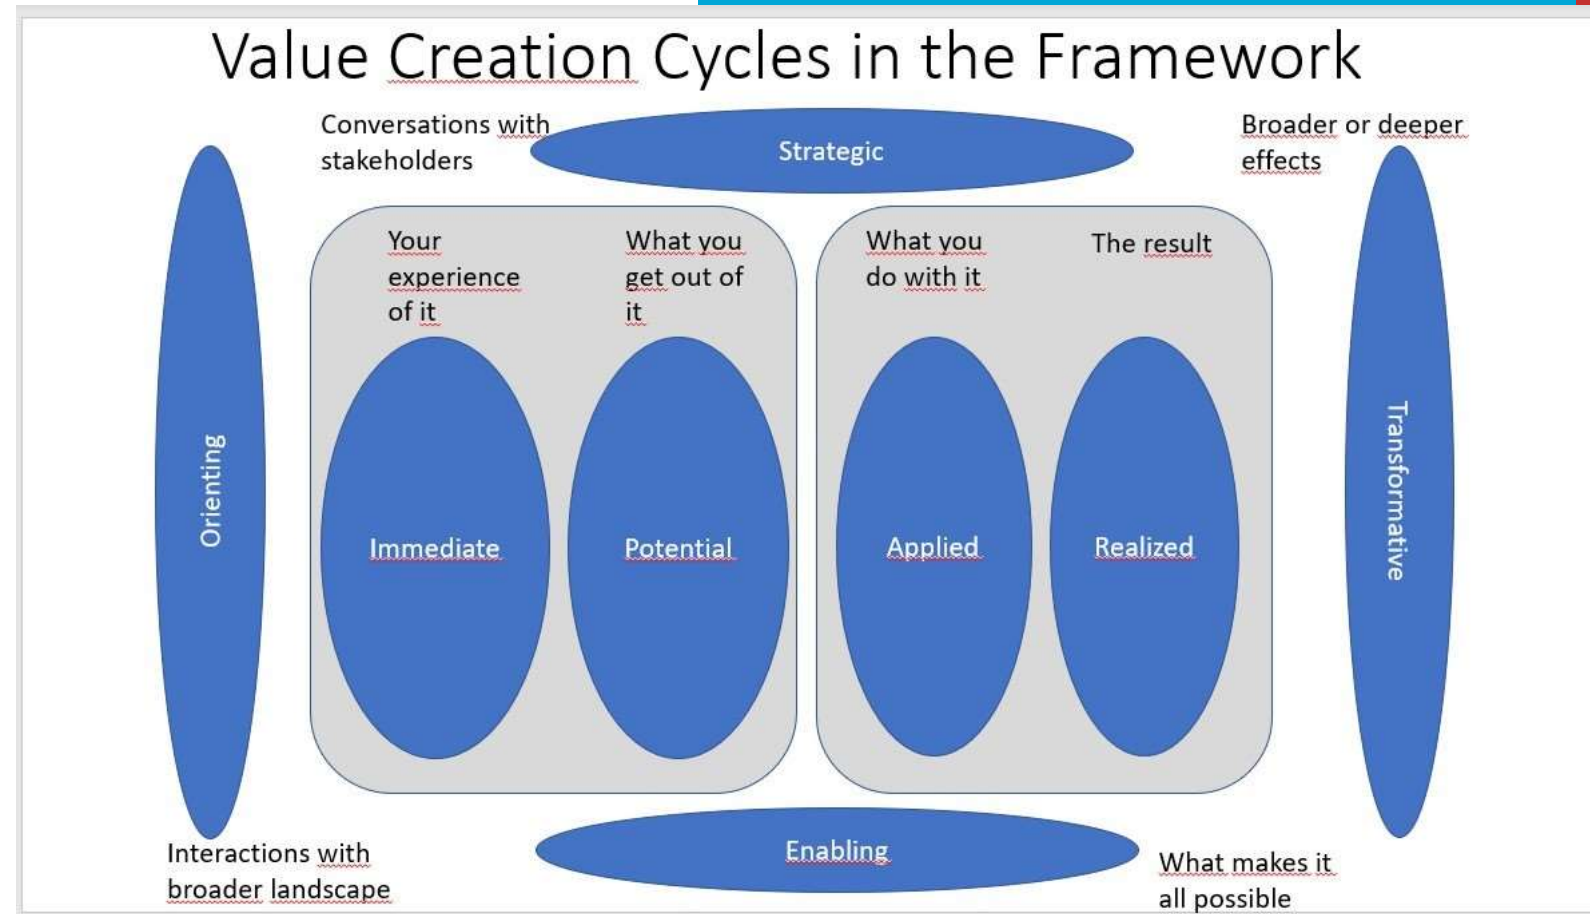 Value Creation Cycles in the Framework
Conversations with
stakeholders
Strategic
Broader or deeper
effects
Your
experience
of it
What you
get out of
it
What you
do with it
The result
Orienting
Immediate
Potential
Applied
Realized
Transformative
Interactions with
broader landscape
Enabling
What makes it
all possible